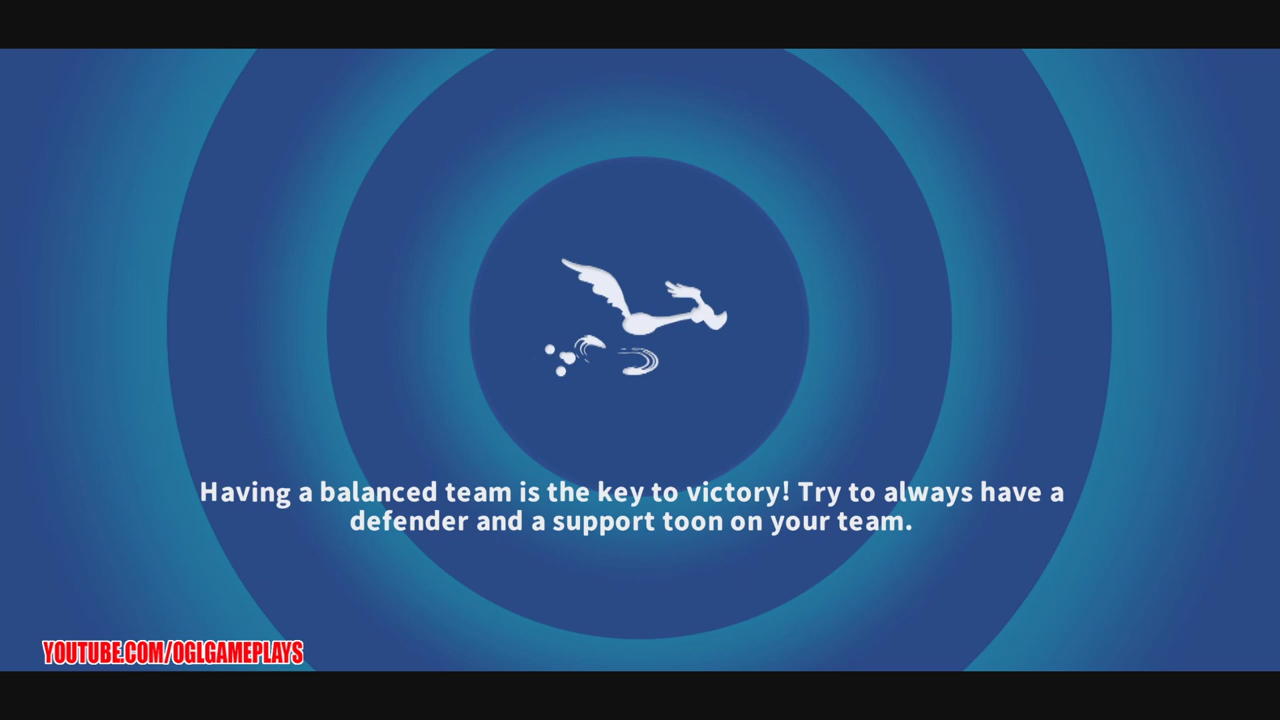 Having a balanced team is the key to victory! Try to always have a
defender and a support toon on your team.
YOUTUBE.COM/OGLGAMEPLAYS